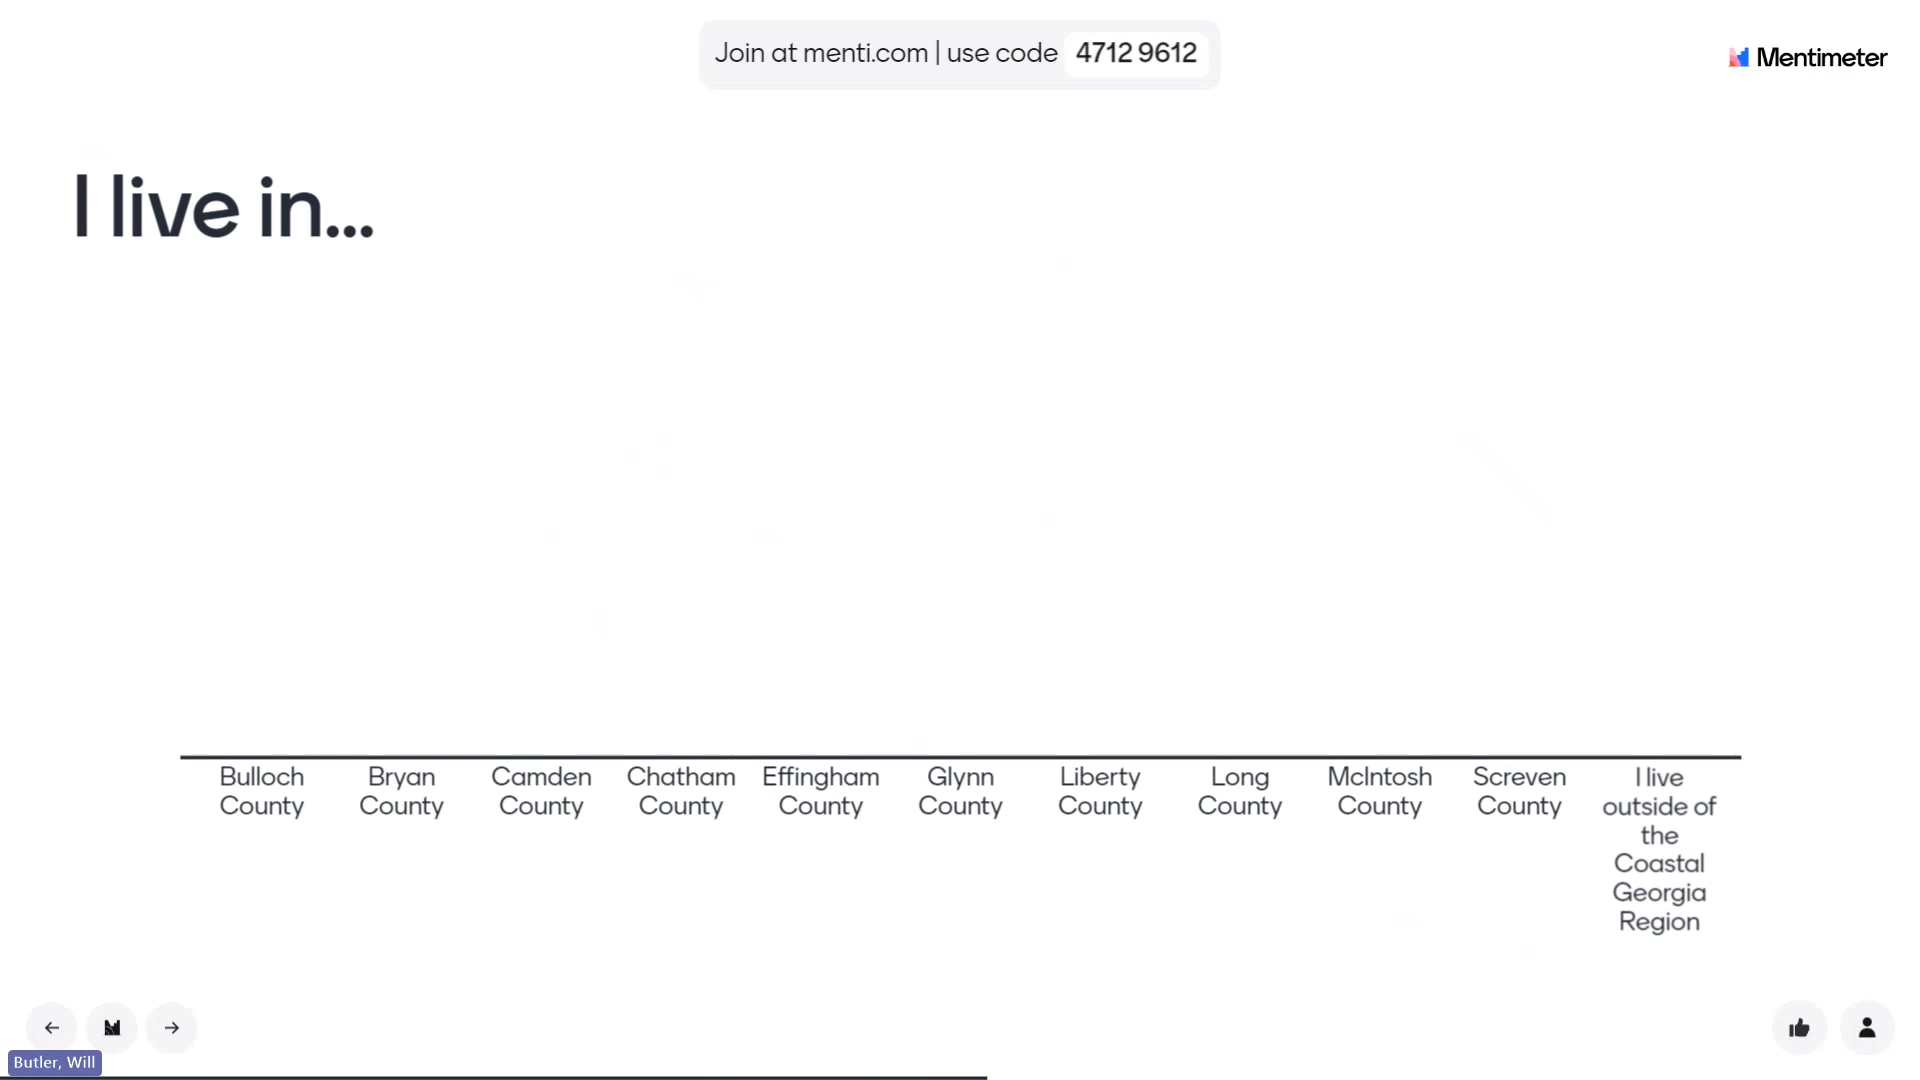 Join at menti.com | use code 4712 9612
Mentimeter
I live in...
Bulloch County
Bryan County
Camden County
Chatham County
Effingham County
Glynn County
Liberty County
Long County
McIntosh County
Screven County
I live outside of the Coastal Georgia Region
Butler, Will